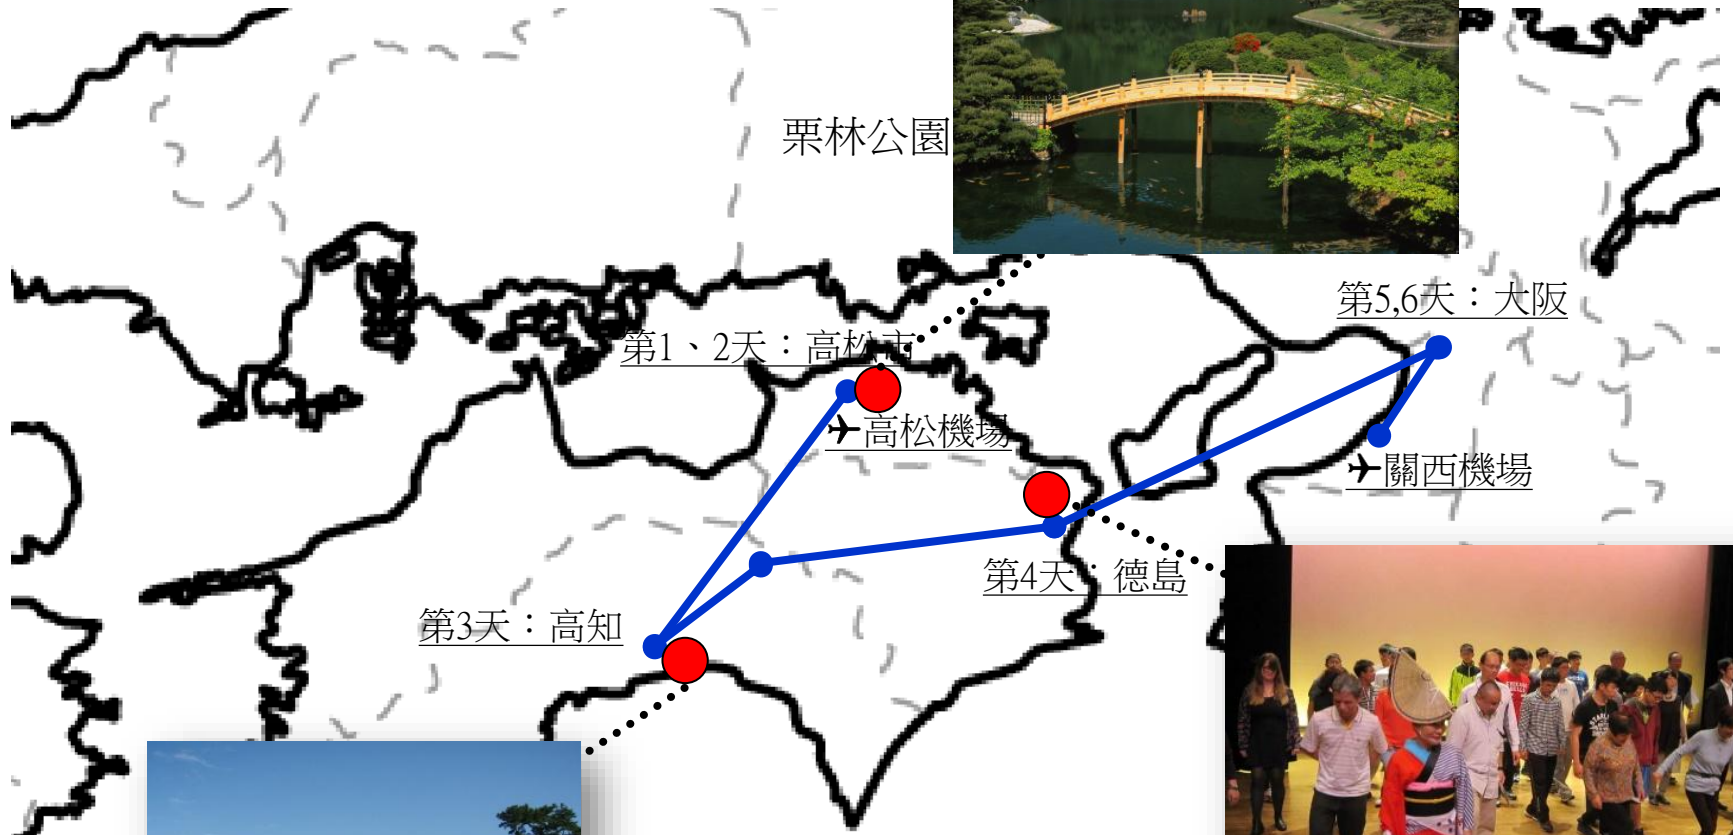 栗林公園
第5,6天：大阪
第1、2天：高松市
✈高松機場
✈關西機場
第4天：德島
第3天：高知